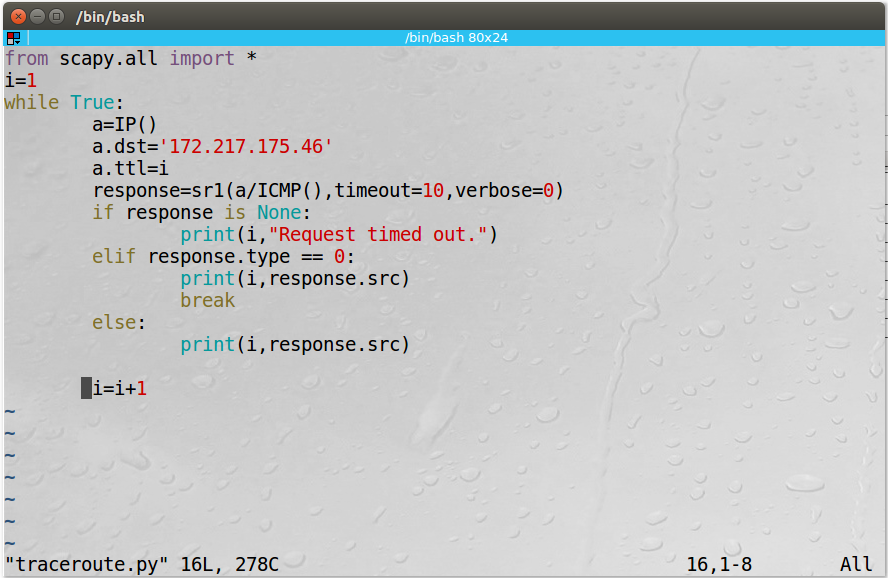 /bin/bash
/bin/bash 80x24
from scapy.all import *
i=1
while True:
        a=IP()
        a.dst='172.217.175.46'
        a.ttl=i
        response=sr1(a/ICMP(),timeout=10,verbose=0)
        if response is None:
                print(i,"Request timed out.")
        elif response.type == 0:
                print(i,response.src)
                break
        else:
                print(i,response.src)

        i=i+1
~
~
~
~
~
~
~
"traceroute.py" 16L, 278C                                     16,1-8        All